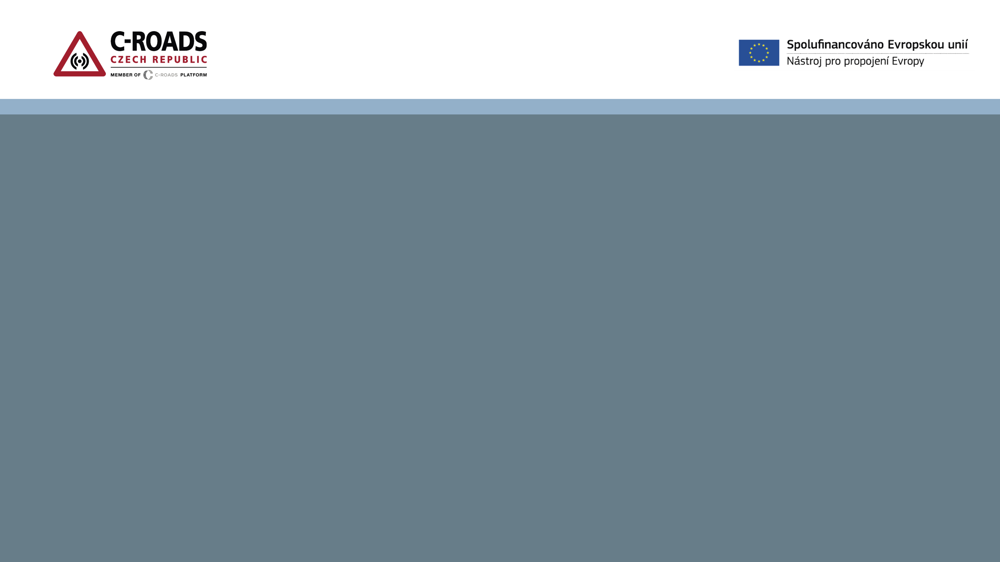 C-ROADS
CZECH REPUBLIC
MEMBER OF C-ROADS PLATFORM
Spolufinancováno Evropskou unií
Nástroj pro propojení Evropy